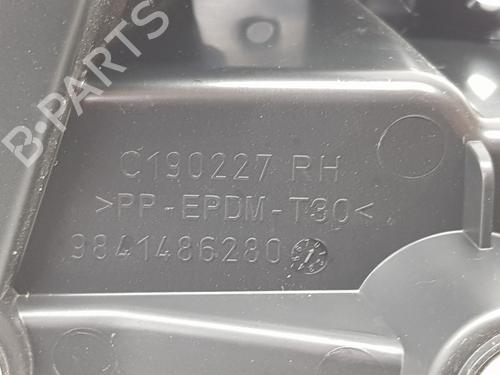 B-PARTS
C190227 RH
>PP-EPDM-T30<
9841486280